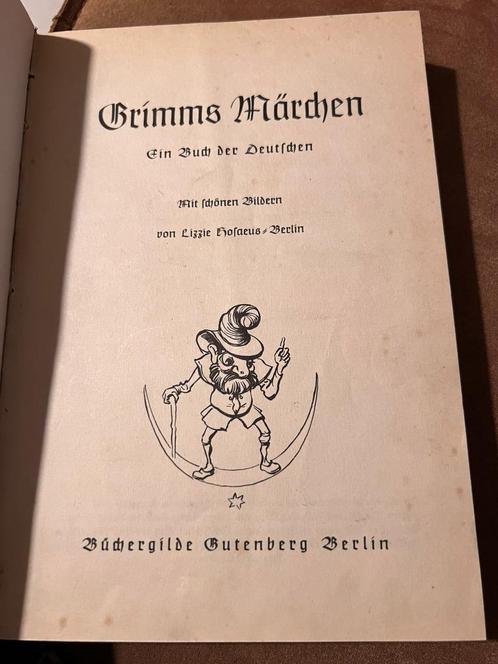 Grimms Märchen
Ein Buch der Deutſchen
Mit ſchönen Bildern
von Lizzie Hoſaeus⸗Berlin
Büchergilde Gutenberg Berlin